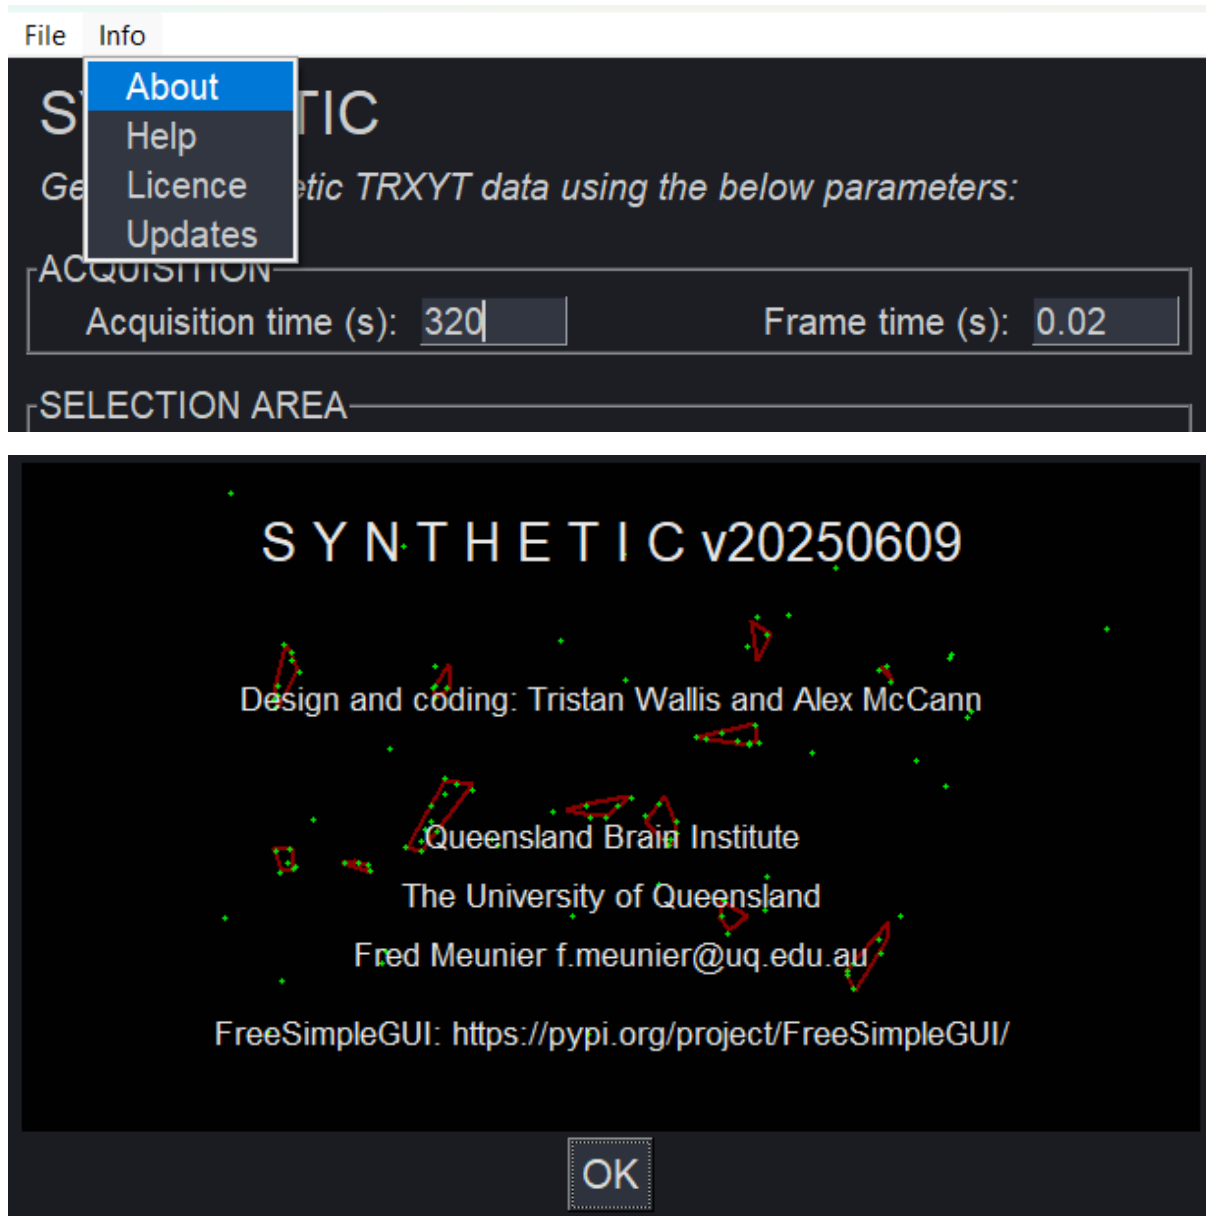 File Info
About
S TIC
Help
Ge etic TRXYT data using the below parameters:
Licence
Updates
ACQUISITION
Acquisition time (s): 320 Frame time (s): 0.02
SELECTION AREA
S Y N T H E T I C v20250609
Design and coding: Tristan Wallis and Alex McCann
Queensland Brain Institute
The University of Queensland
Fred Meunier f.meunier@uq.edu.au
FreeSimpleGUI: https://pypi.org/project/FreeSimpleGUI/
OK